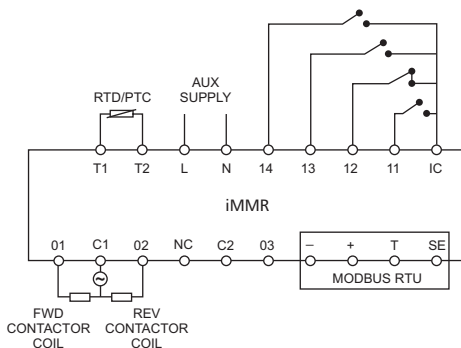 RTD/PTC
AUX
SUPPLY
T1 T2 L N 14 13 12 11 IC
iMMR
01 C1 02 NC C2 03 – + T SE
MODBUS RTU
~
FWD
CONTACTOR
COIL
REV
CONTACTOR
COIL